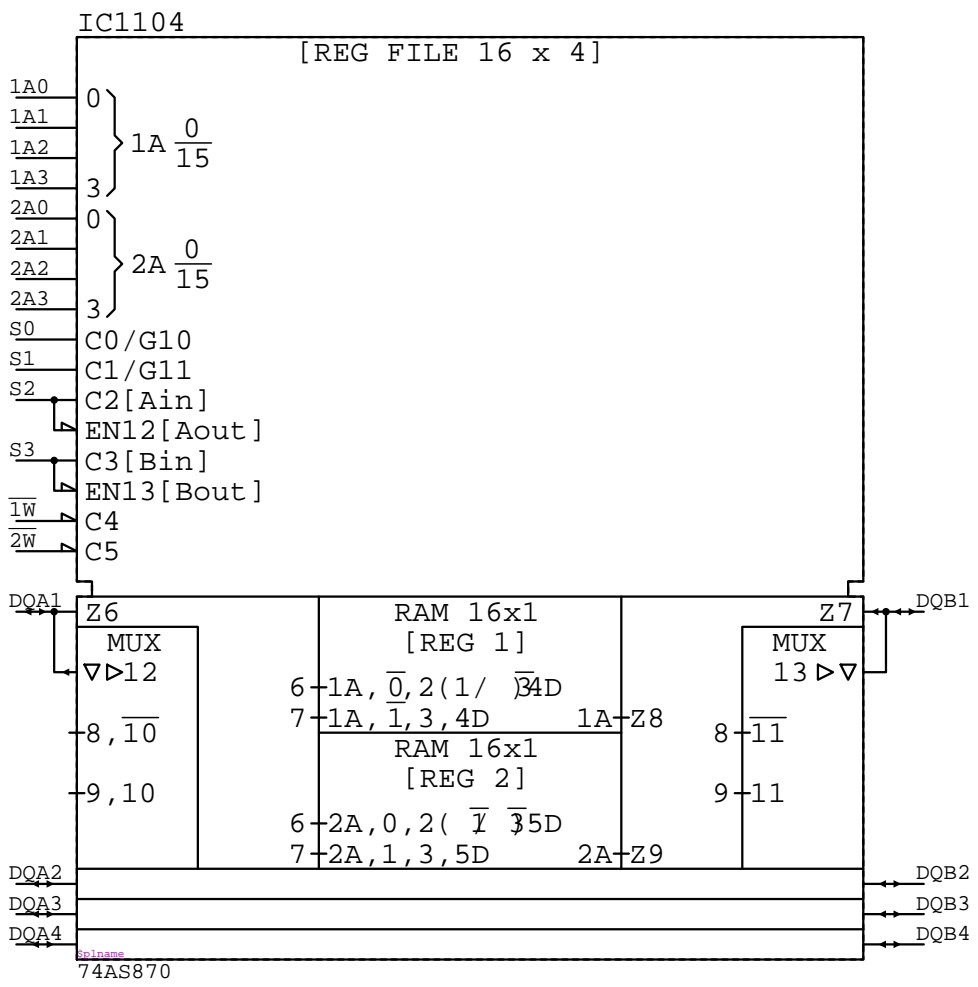 IC1104
[REG FILE 16 x 4]
1A0
0
1A1
1A2
1A 0/15
1A3
3
2A0
0
2A1
2A2
2A 0/15
2A3
3
S0
C0/G10
S1
C1/G11
S2
C2[Ain]
EN12[Aout]
S3
C3[Bin]
EN13[Bout]
1W
C4
2W
C5
DQA1
Z6
RAM 16x1
Z7
DQB1
MUX
[REG 1]
MUX
12
6
1A,0,2(1/ 3)4D
13
7
1A,1,3,4D
1A
Z8
8,10
8
11
RAM 16x1
[REG 2]
9,10
9
11
6
2A,0,2(1/ 3)5D
7
2A,1,3,5D
2A
Z9
DQA2
DQB2
DQA3
DQB3
DQA4
DQB4
$plname
74AS870